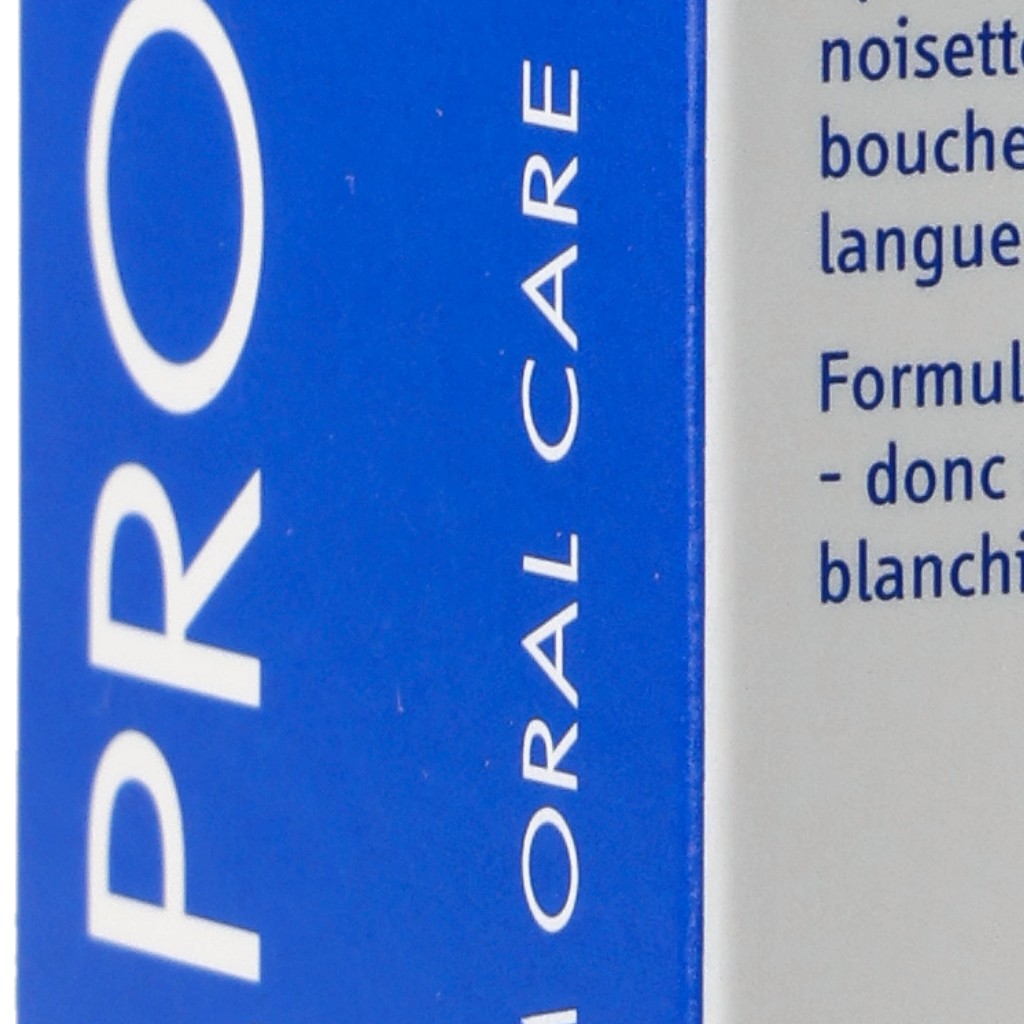 PRO
ORAL CARE
noisett
bouche
langue
Formul
- donc
blanchi